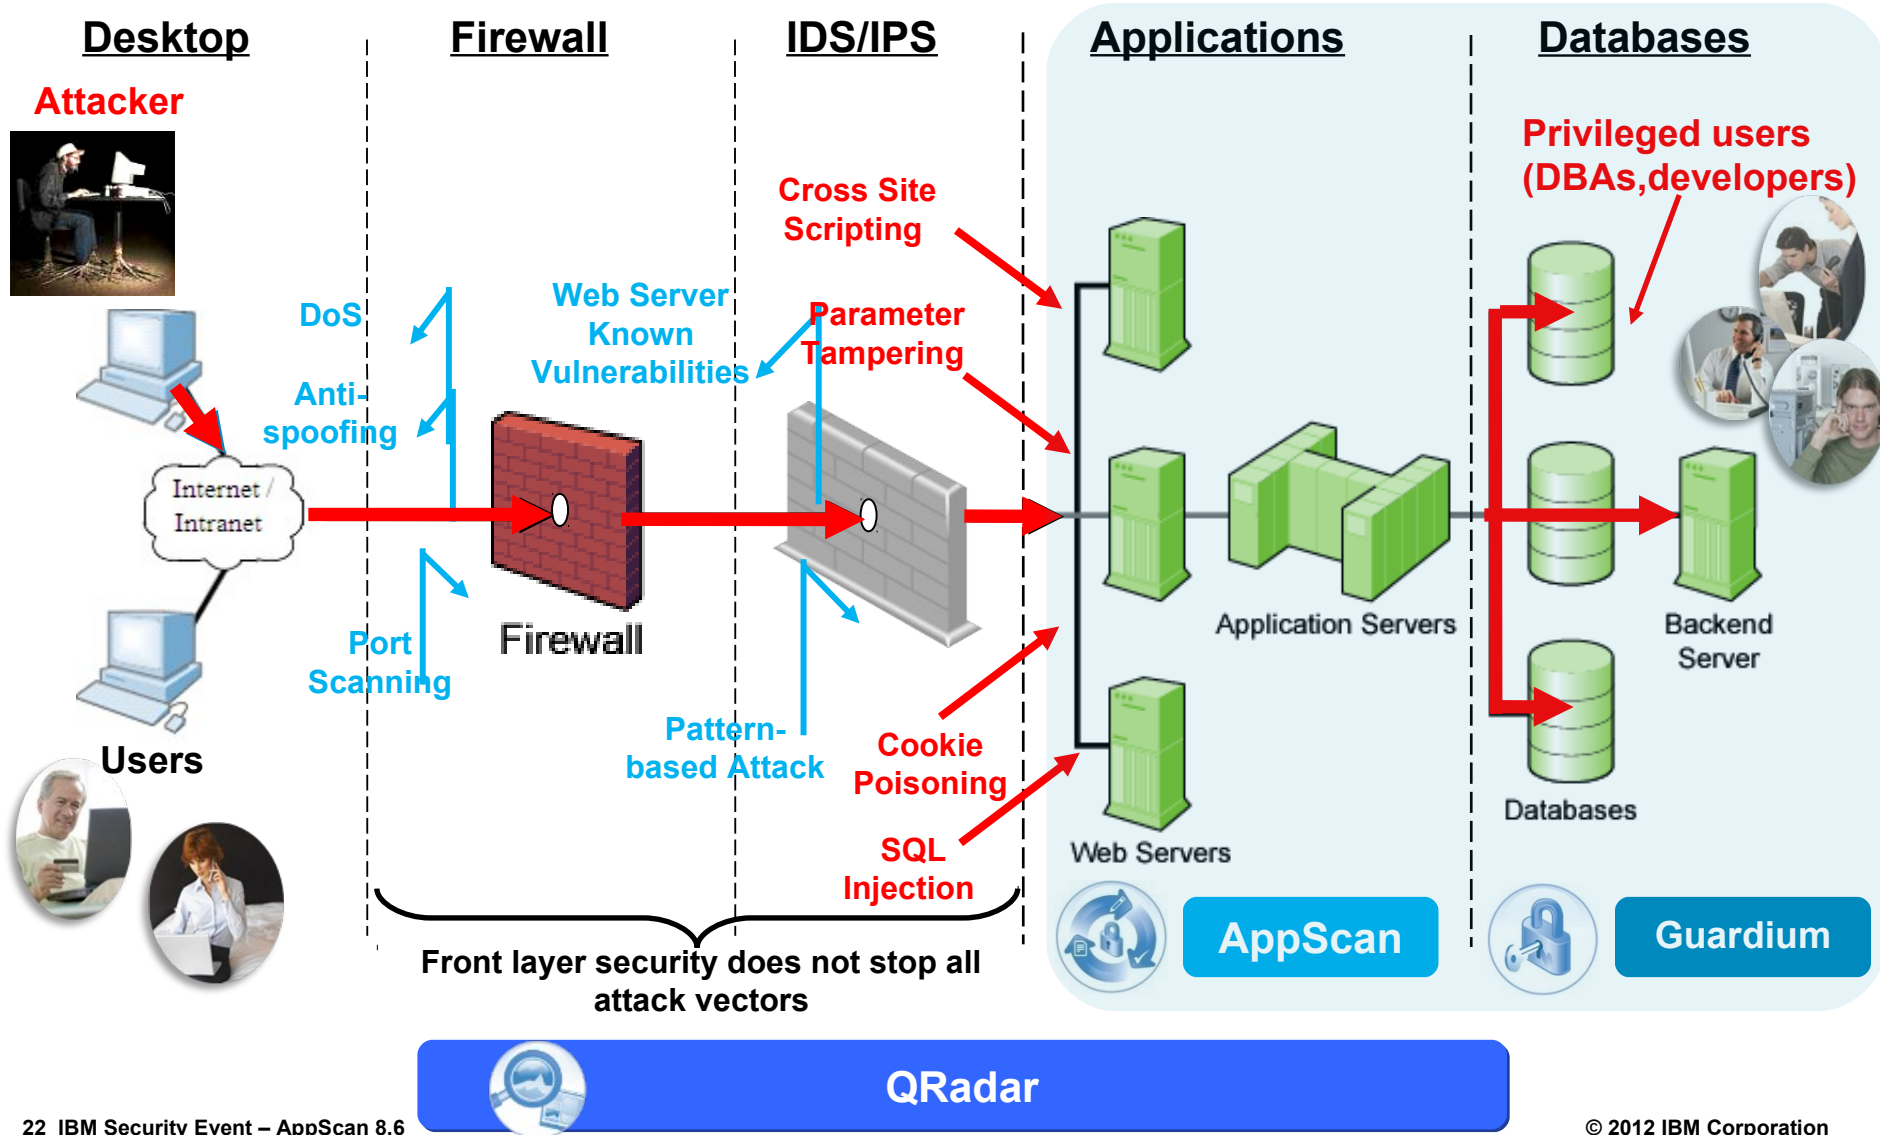 Desktop
Firewall
IDS/IPS
Applications
Databases
Attacker
Privileged users
(DBAs,developers)
Cross Site
Scripting
DoS
Web Server
Known
Vulnerabilities
Parameter
Tampering
Anti-
spoofing
Internet /
Intranet
Port
Scanning
Firewall
Application Servers
Backend
Server
Pattern-
based Attack
Cookie
Poisoning
Users
Databases
SQL
Injection
Web Servers
AppScan
Guardium
Front layer security does not stop all
attack vectors
QRadar
22 IBM Security Event – AppScan 8.6
© 2012 IBM Corporation